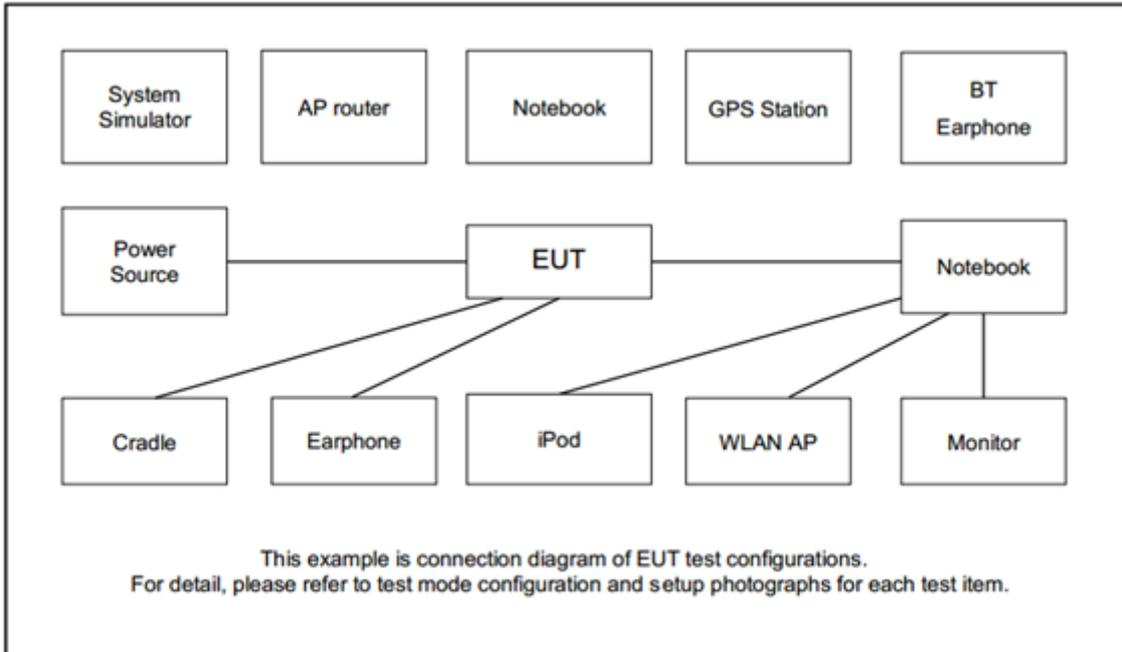 System
Simulator
AP router
Notebook
GPS Station
BT
Earphone
Power
Source
EUT
Notebook
Cradle
Earphone
iPod
WLAN AP
Monitor
This example is connection diagram of EUT test configurations.
For detail, please refer to test mode configuration and setup photographs for each test item.